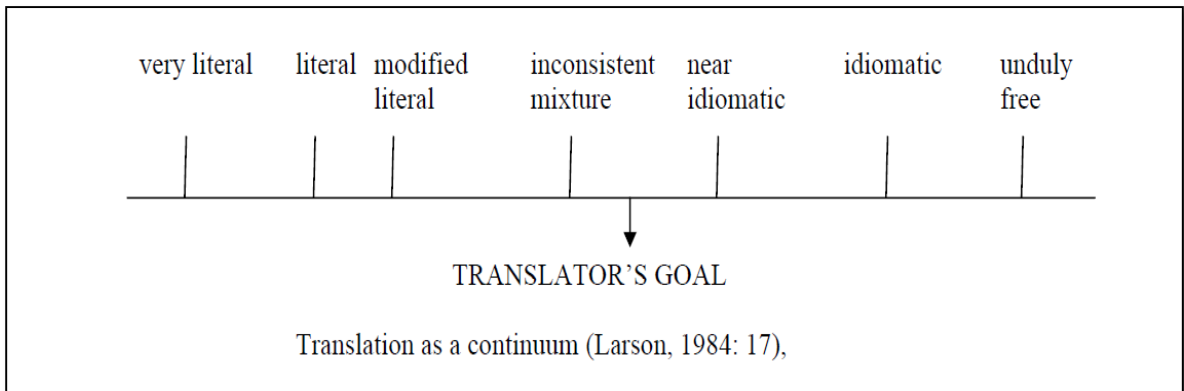 very literal literal modified inconsistent near idiomatic unduly
literal mixture idiomatic free
TRANSLATOR'S GOAL
Translation as a continuum (Larson, 1984: 17),